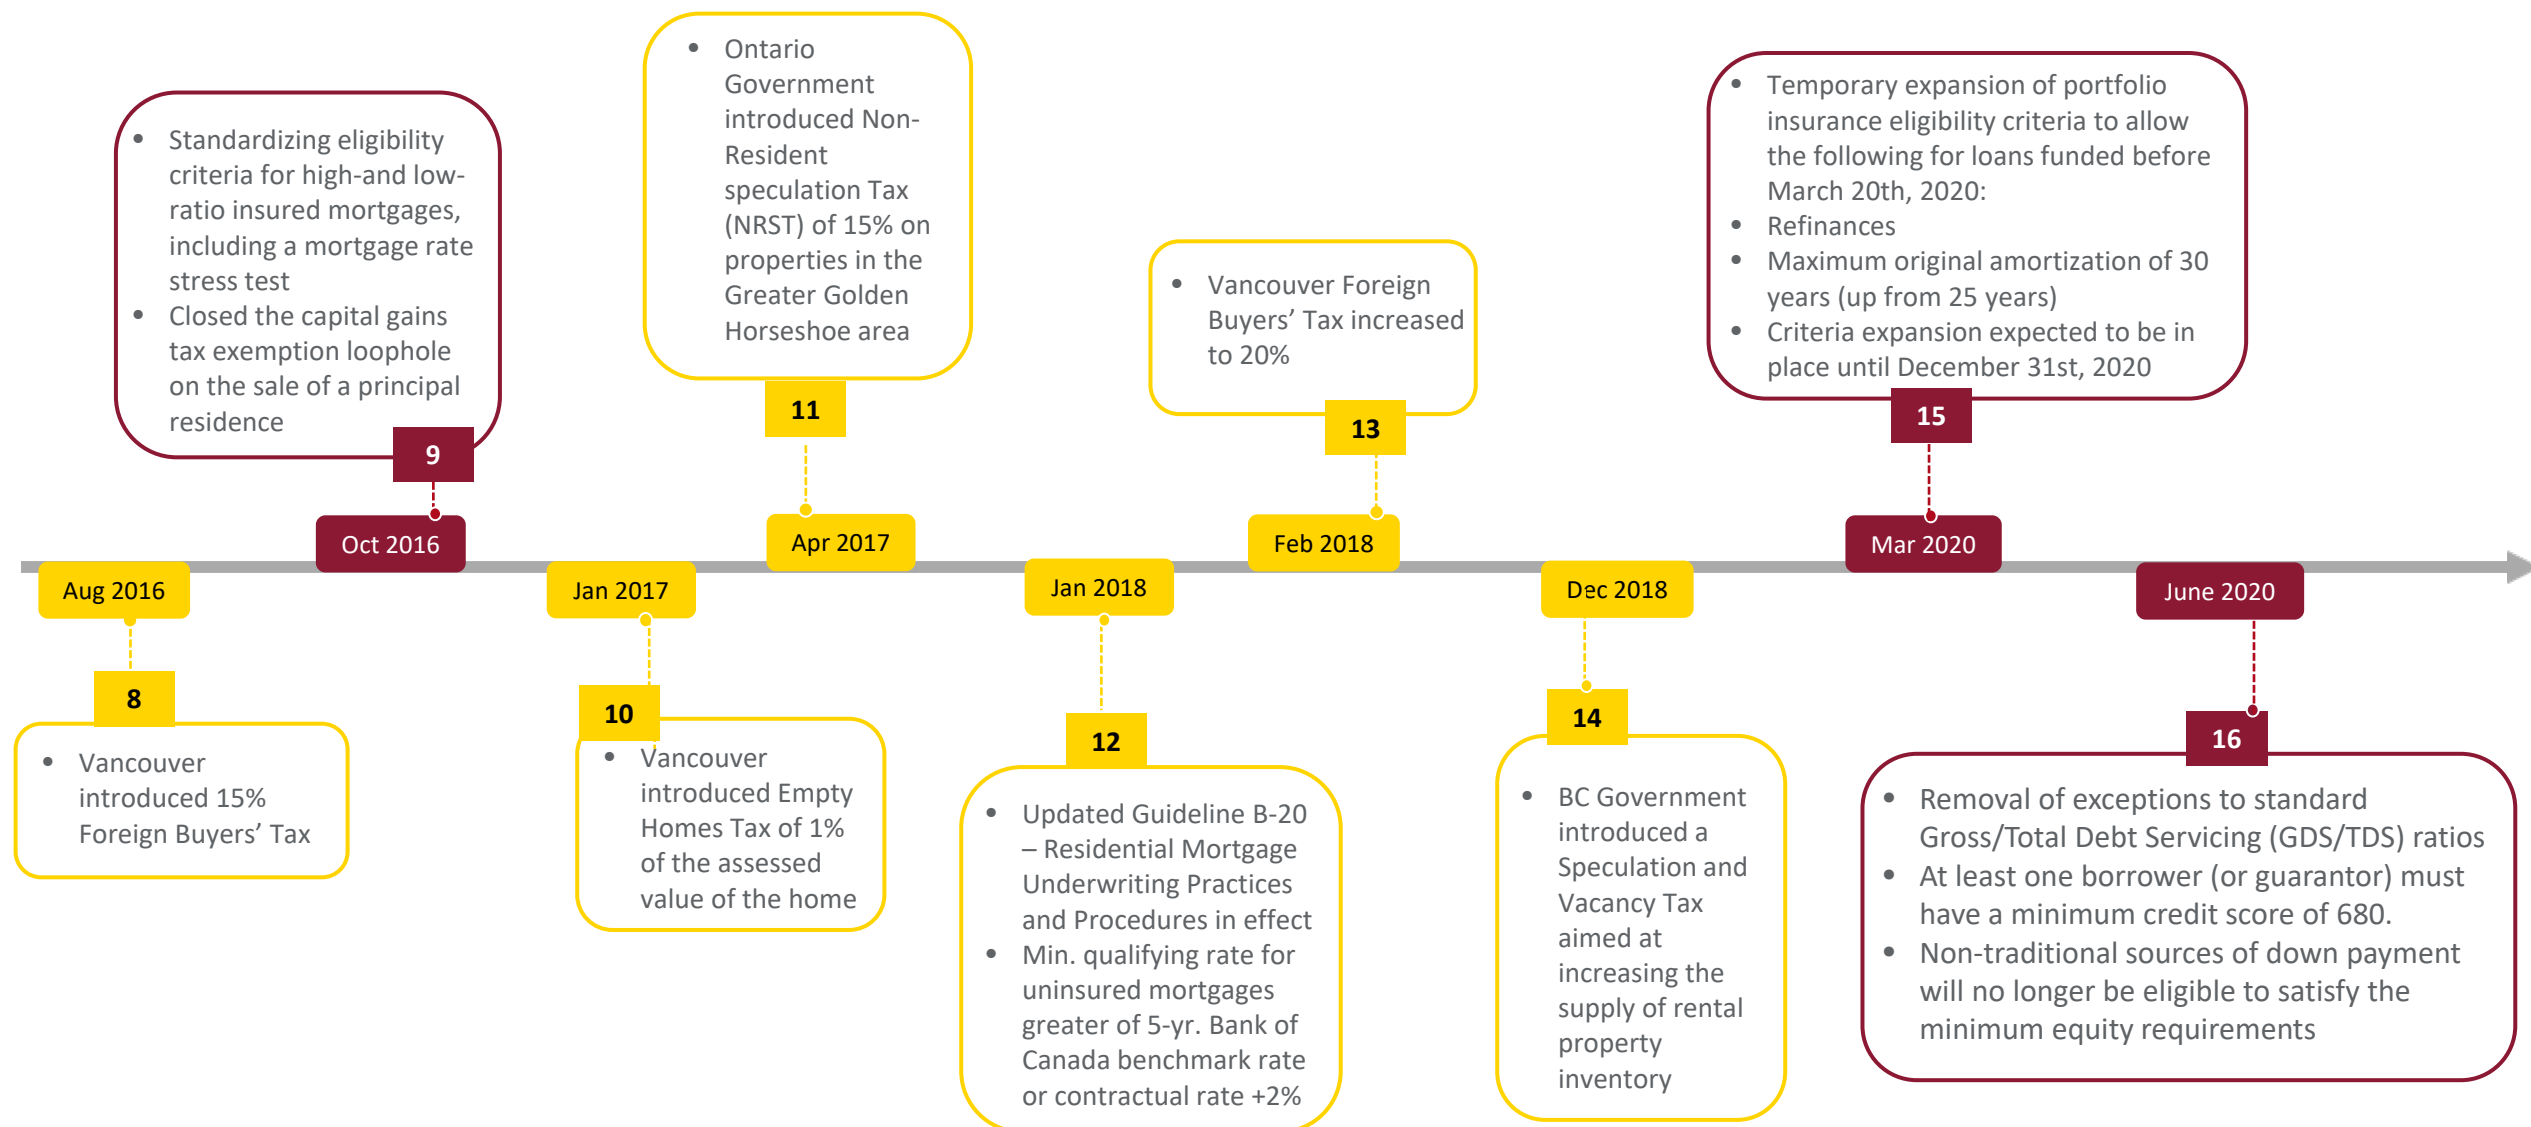 • Standardizing eligibility
criteria for high-and low-
ratio insured mortgages,
including a mortgage rate
stress test
• Closed the capital gains
tax exemption loophole
on the sale of a principal
residence
9
• Ontario
Government
introduced Non-
Resident
speculation Tax
(NRST) of 15% on
properties in the
Greater Golden
Horseshoe area
11
• Vancouver Foreign
Buyers’ Tax increased
to 20%
13
• Temporary expansion of portfolio
insurance eligibility criteria to allow
the following for loans funded before
March 20th, 2020:
• Refinances
• Maximum original amortization of 30
years (up from 25 years)
• Criteria expansion expected to be in
place until December 31st, 2020
15
Oct 2016
Apr 2017
Feb 2018
Mar 2020
Aug 2016
Jan 2017
Jan 2018
Dec 2018
June 2020
8
• Vancouver
introduced 15%
Foreign Buyers’ Tax
10
• Vancouver
introduced Empty
Homes Tax of 1%
of the assessed
value of the home
12
• Updated Guideline B-20
– Residential Mortgage
Underwriting Practices
and Procedures in effect
• Min. qualifying rate for
uninsured mortgages
greater of 5-yr. Bank of
Canada benchmark rate
or contractual rate +2%
14
• BC Government
introduced a
Speculation and
Vacancy Tax
aimed at
increasing the
supply of rental
property
inventory
16
• Removal of exceptions to standard
Gross/Total Debt Servicing (GDS/TDS) ratios
• At least one borrower (or guarantor) must
have a minimum credit score of 680.
• Non-traditional sources of down payment
will no longer be eligible to satisfy the
minimum equity requirements